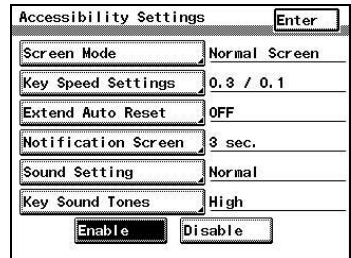 Accessibility Settings Enter
Screen Mode Normal Screen
Key Speed Settings 0.3 / 0.1
Extend Auto Reset OFF
Notification Screen 3 sec.
Sound Setting Normal
Key Sound Tones High
Enable Disable